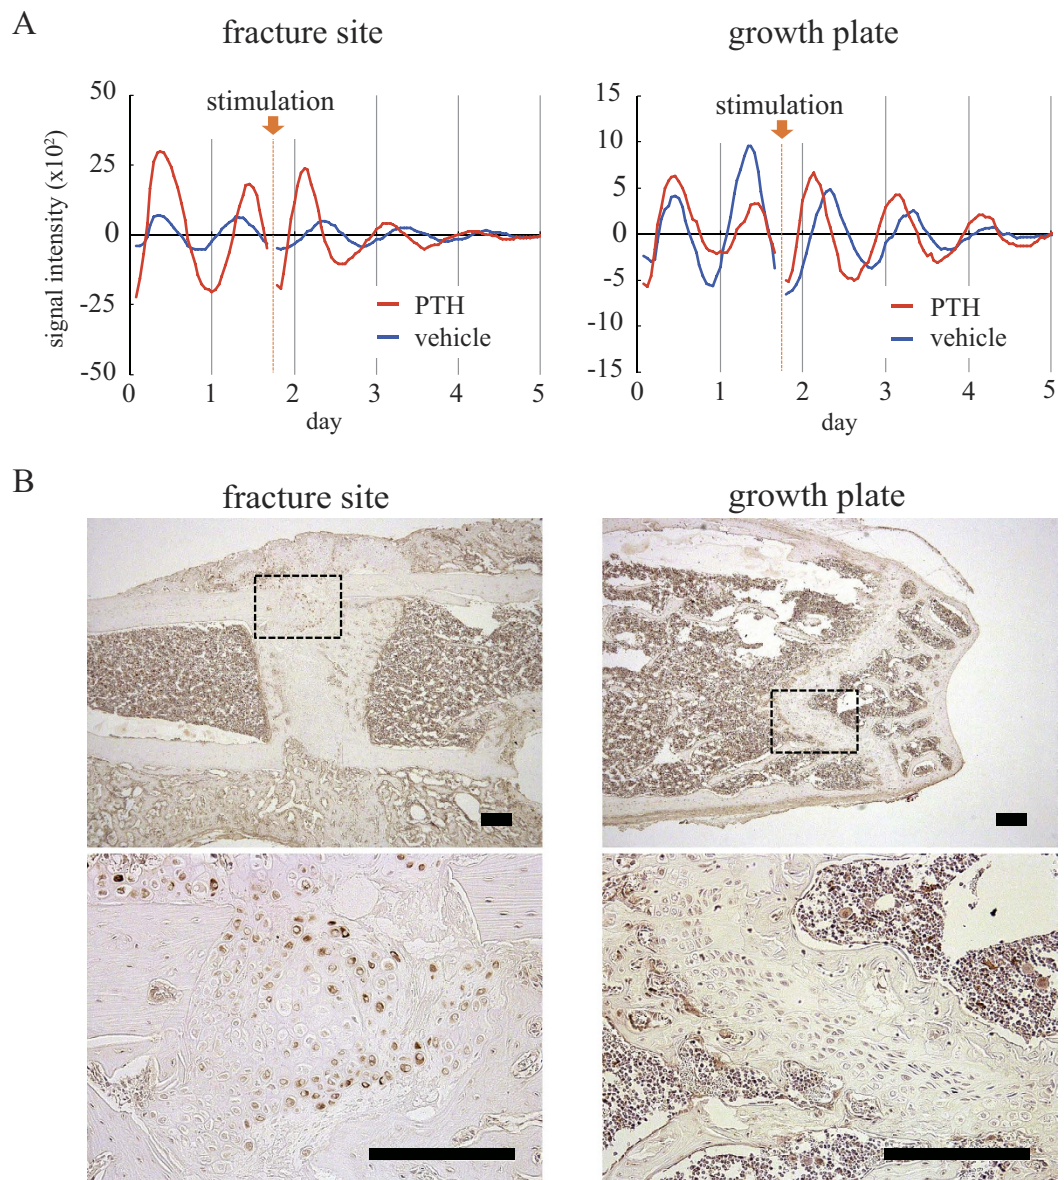 A
fracture site
growth plate
signal intensity (x10²)
50
25
0
-25
-50
stimulation
PTH
vehicle
0 1 2 3 4 5
day
15
10
5
0
-5
-10
-15
stimulation
PTH
vehicle
0 1 2 3 4 5
day
B
fracture site
growth plate